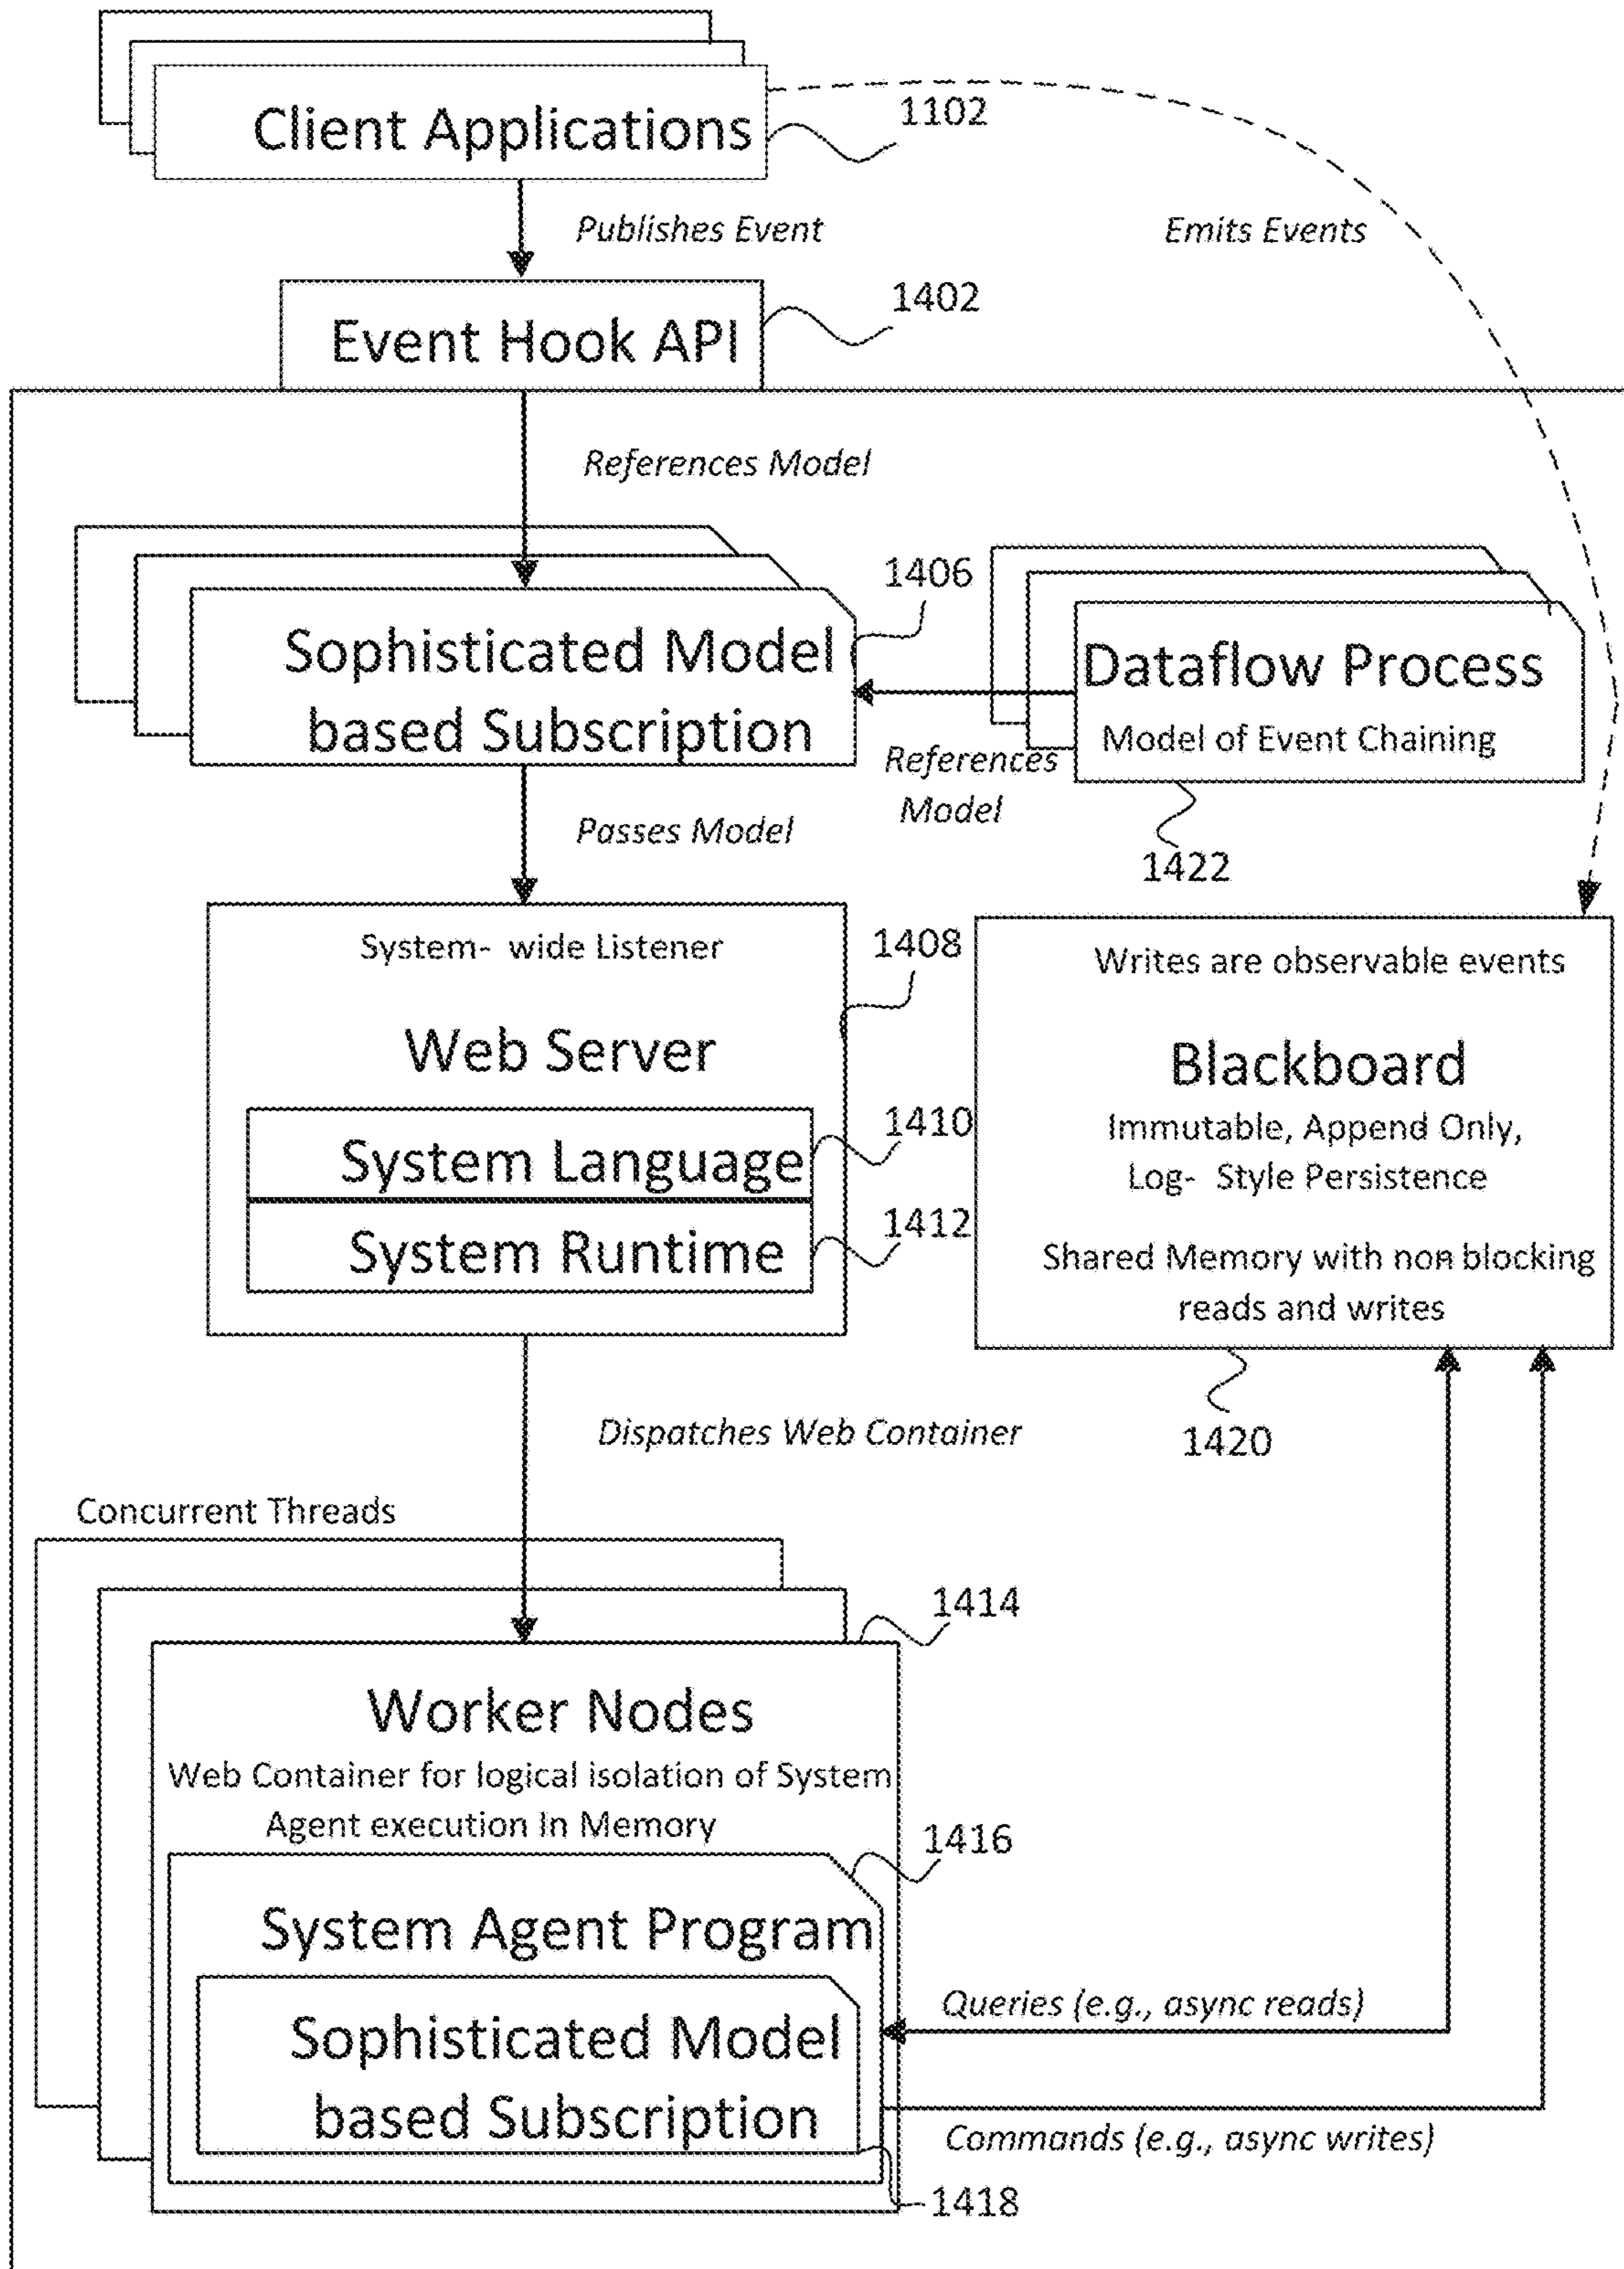 Client Applications
1102
Publishes Event
Emits Events
1402
Event Hook API
References Model
1406
Sophisticated Model
based Subscription
Dataflow Process
Model of Event Chaining
References
Model
1422
Passes Model
System- wide Listener
1408
Web Server
System Language
1410
System Runtime
1412
Writes are observable events
Blackboard
Immutable, Append Only,
Log- Style Persistence
Shared Memory with non blocking
reads and writes
1420
Dispatches Web Container
Concurrent Threads
1414
Worker Nodes
Web Container for logical isolation of System
Agent execution In Memory
1416
System Agent Program
Sophisticated Model
based Subscription
1418
Queries (e.g., async reads)
Commands (e.g., async writes)